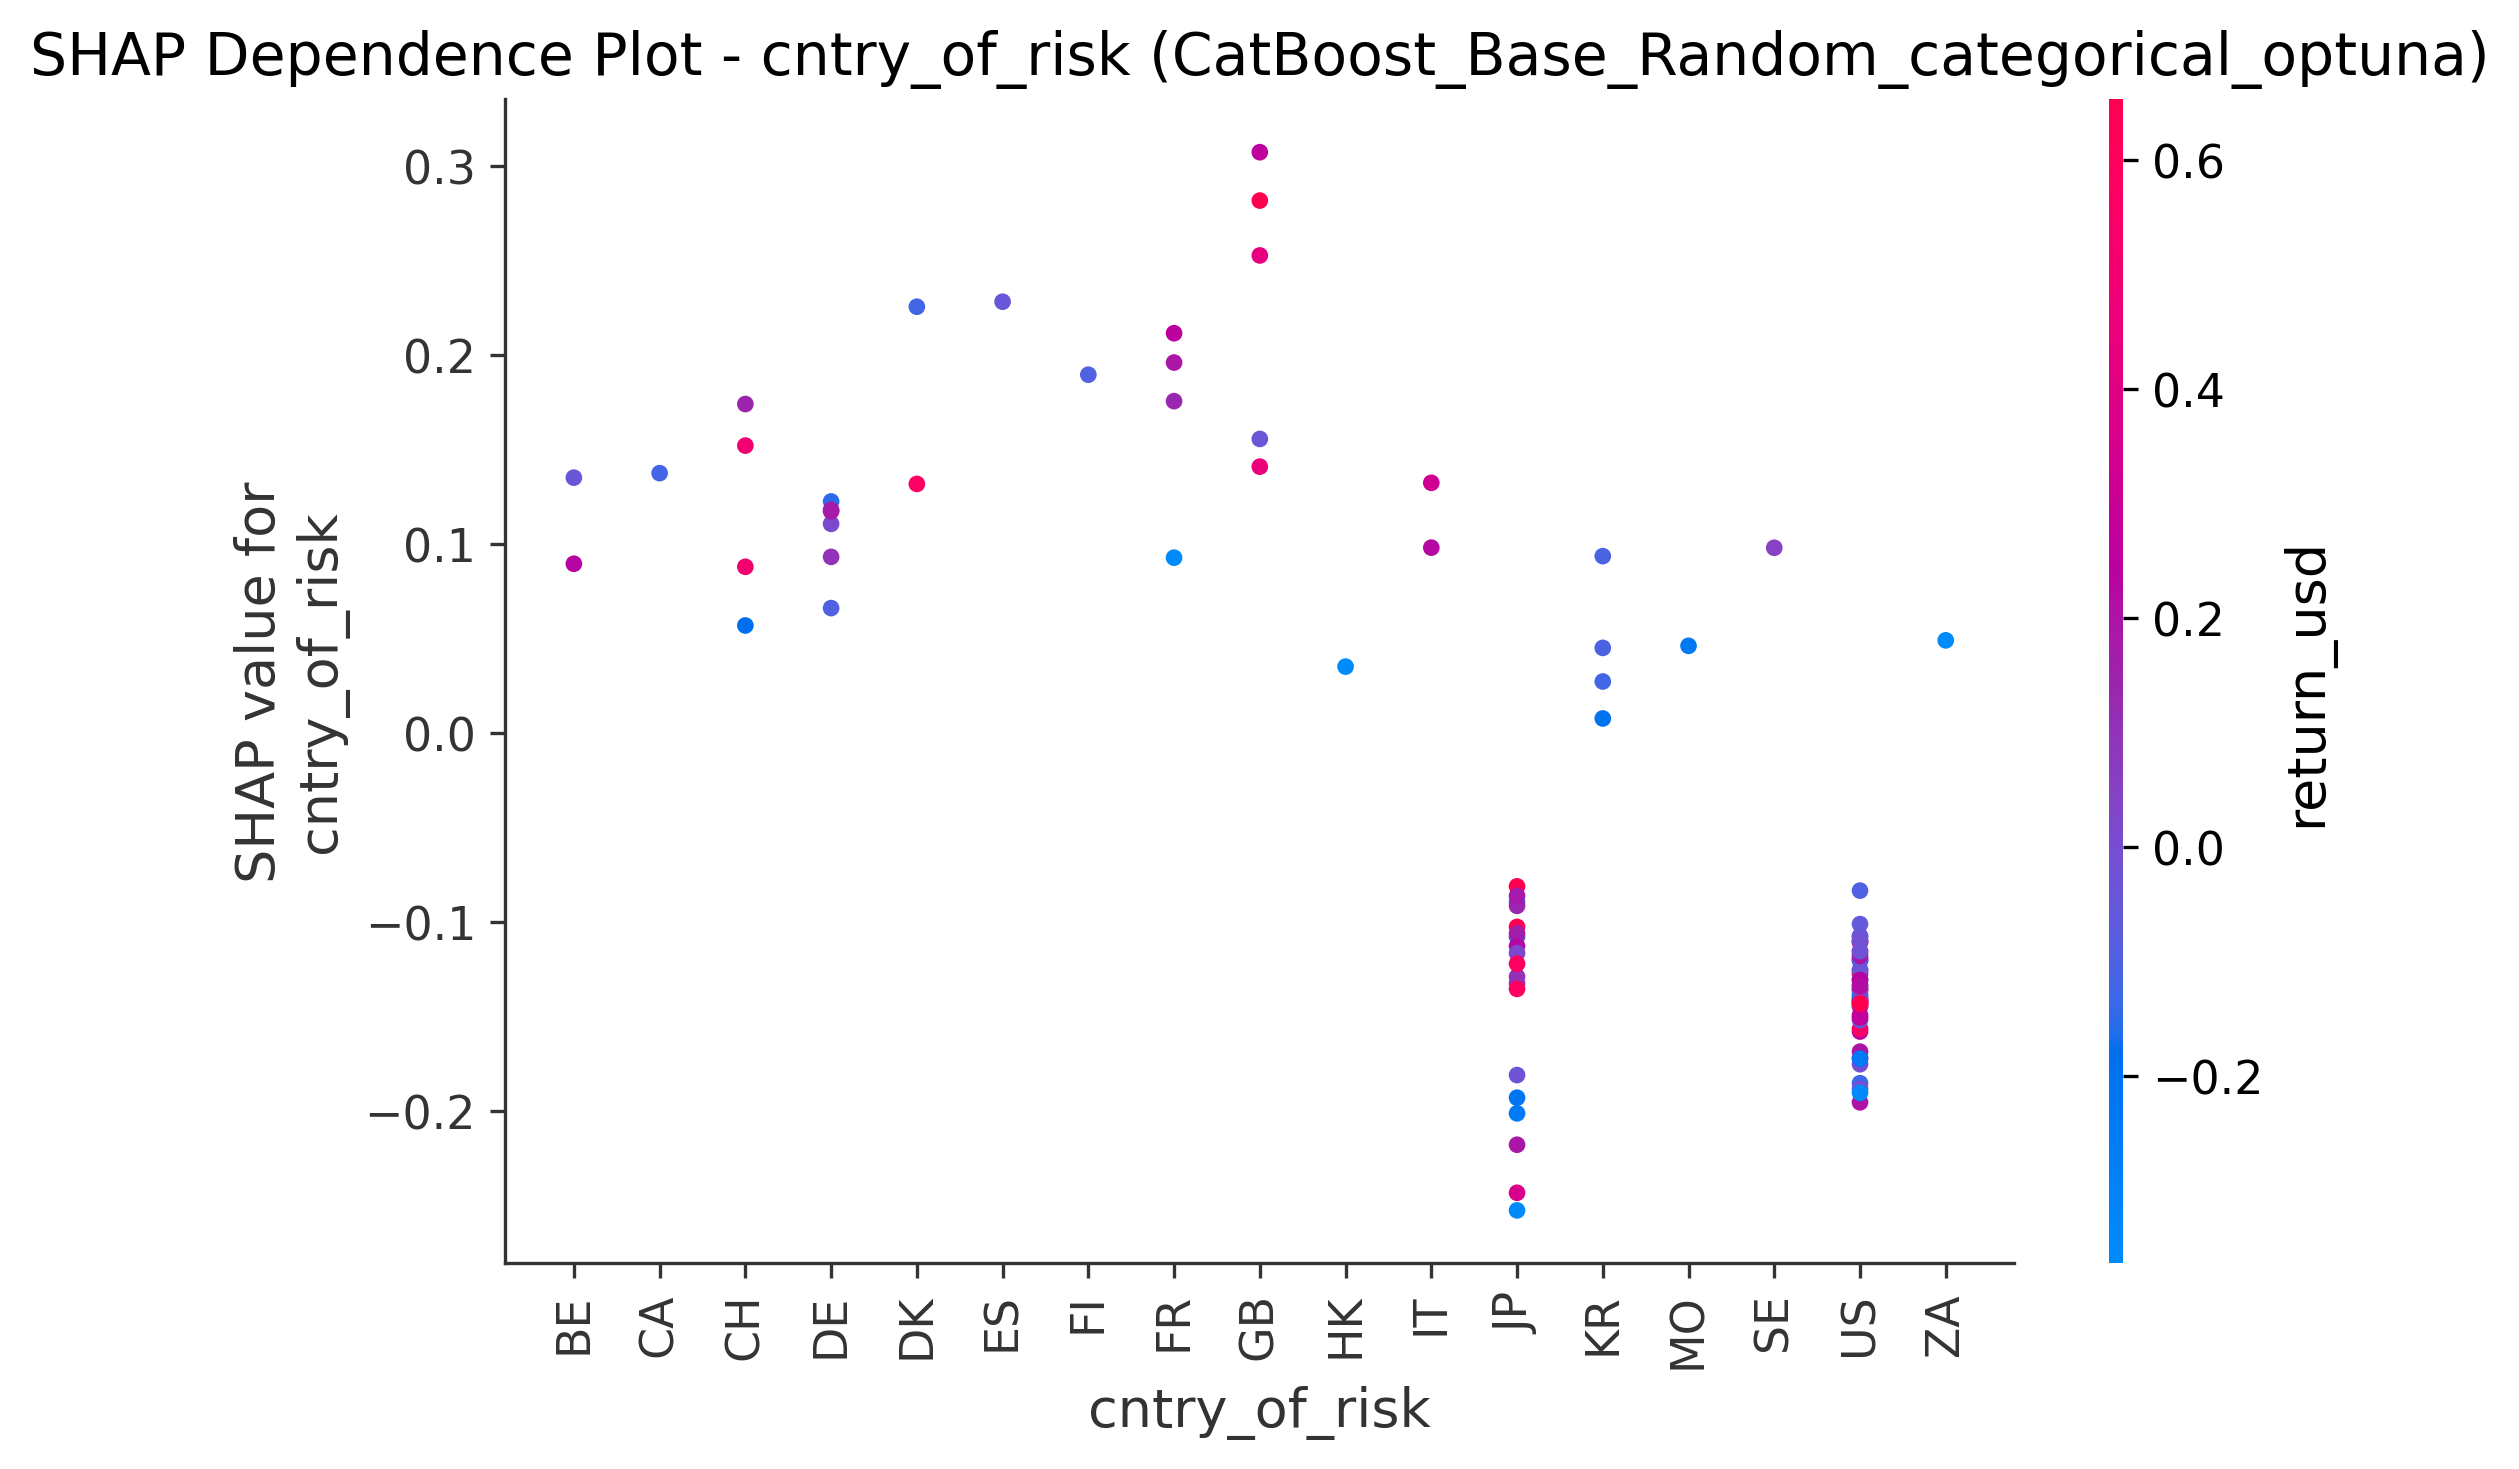 SHAP Dependence Plot - cntry_of_risk (CatBoost_Base_Random_categorical_optuna)
SHAP value for
cntry_of_risk
0.3
0.2
0.1
0.0
−0.1
−0.2
BE
CA
CH
DE
DK
ES
FI
FR
GB
HK
IT
JP
KR
MO
SE
US
ZA
cntry_of_risk
0.6
0.4
0.2
0.0
−0.2
return_usd